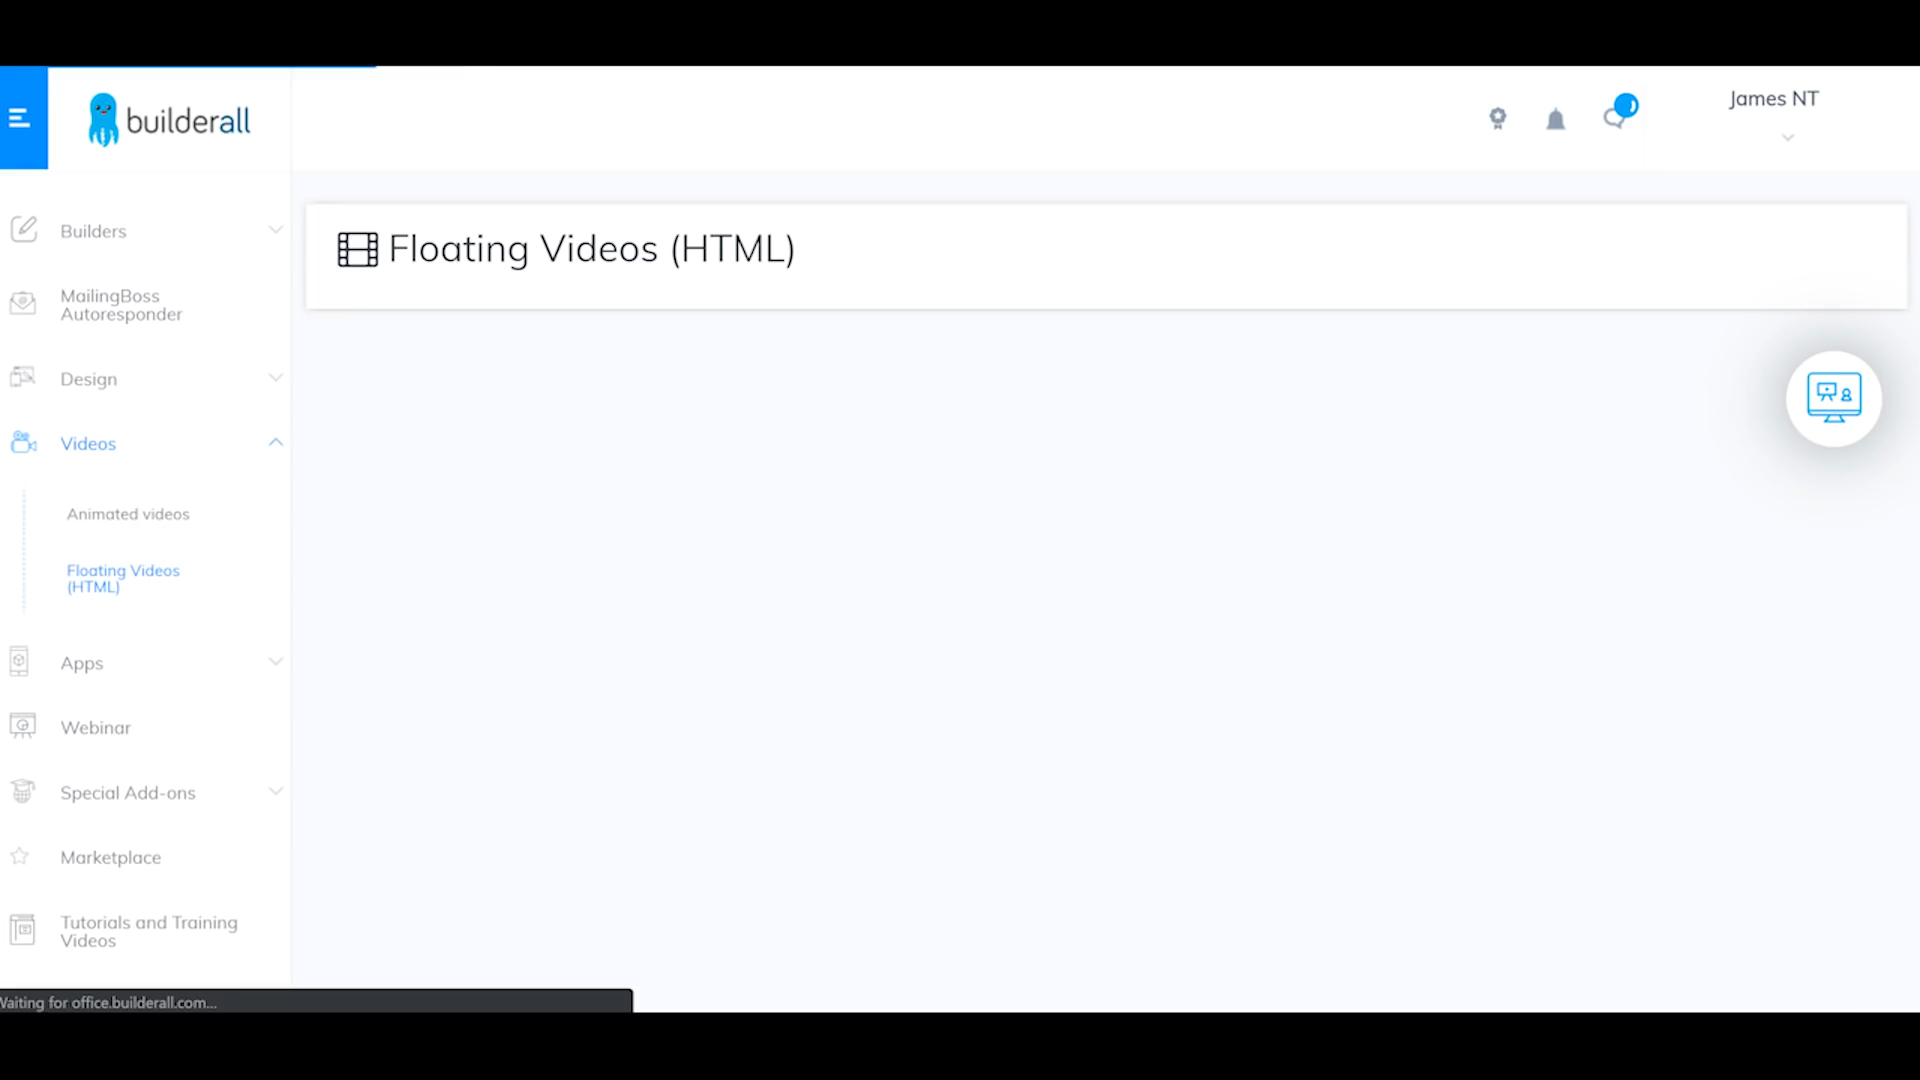 builderall
James NT
Builders
Floating Videos (HTML)
MailingBoss
Autoresponder
Design
Videos
Animated videos
Floating Videos
(HTML)
Apps
Webinar
Special Add-ons
Marketplace
Tutorials and Training
Videos
Waiting for office.builderall.com...